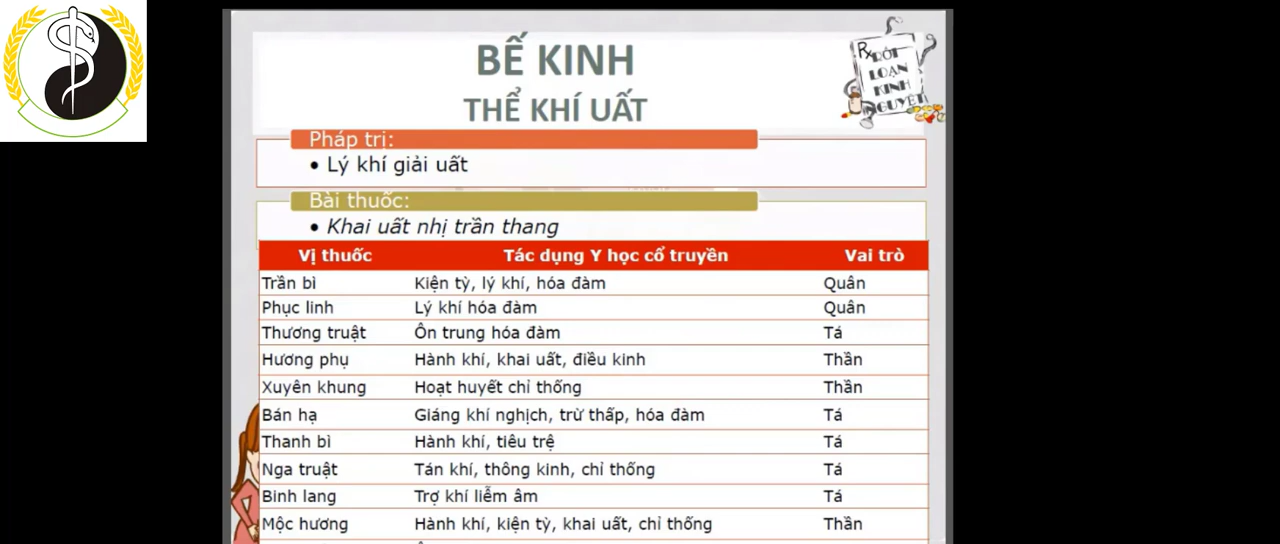 BẾ KINH
THỂ KHÍ UẤT
RỐI
LOẠN
KINH
NGUYỆT
Pháp trị:
• Lý khí giải uất
Bài thuốc:
• Khai uất nhị trần thang
Vị thuốc Tác dụng Y học cổ truyền Vai trò
Trần bì Kiện tỳ, lý khí, hóa đàm Quân
Phục linh Lý khí hóa đàm Quân
Thương truật Ôn trung hóa đàm Tá
Hương phụ Hành khí, khai uất, điều kinh Thần
Xuyên khung Hoạt huyết chỉ thống Thần
Bán hạ Giáng khí nghịch, trừ thấp, hóa đàm Tá
Thanh bì Hành khí, tiêu trệ Tá
Nga truật Tán khí, thông kinh, chỉ thống Tá
Binh lang Trợ khí liễm âm Tá
Mộc hương Hành khí, kiện tỳ, khai uất, chỉ thống Thần